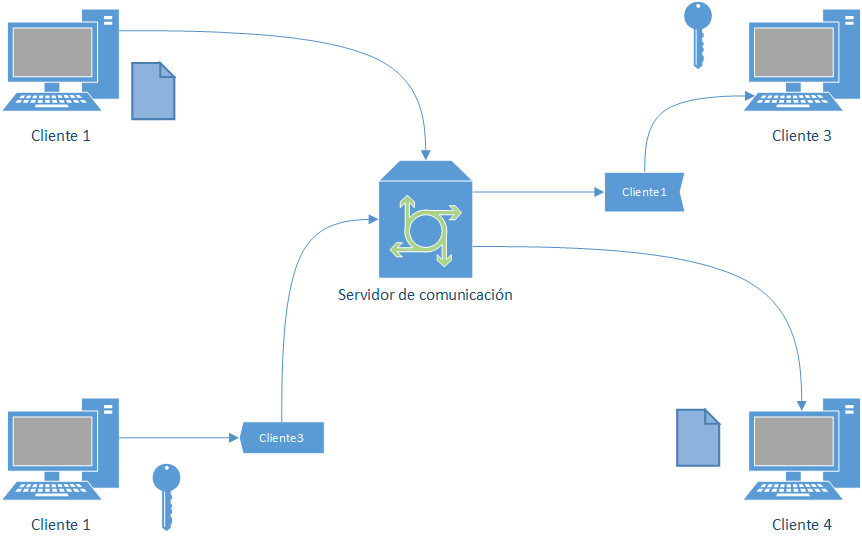 Cliente 1
Cliente 3
Cliente1
Servidor de comunicación
Cliente3
Cliente 1
Cliente 4